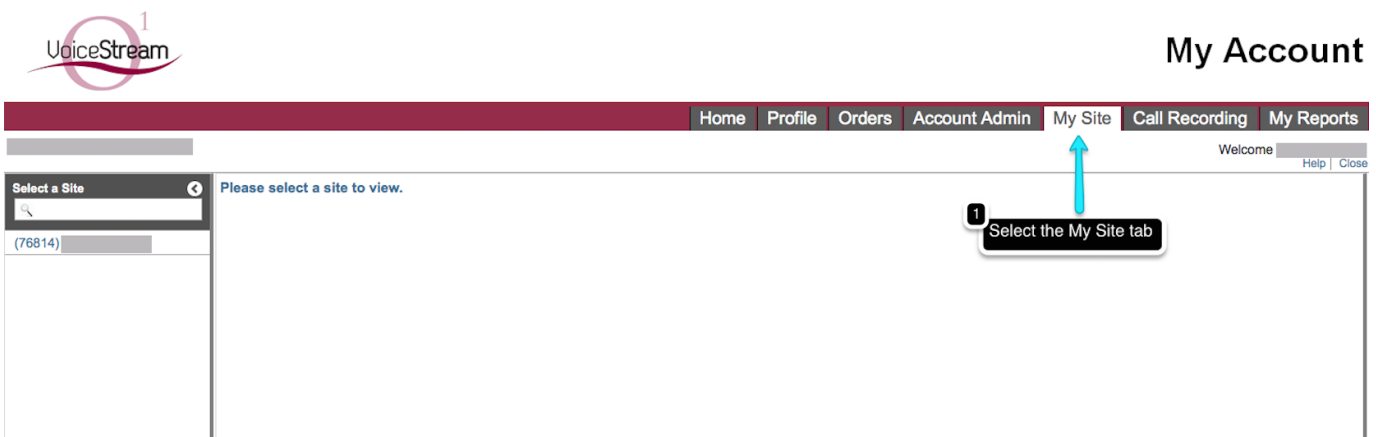 1
VoiceStream
My Account
Home Profile Orders Account Admin My Site Call Recording My Reports
Welcome
Help Close
Select a Site
Please select a site to view.
(76814)
1
Select the My Site tab